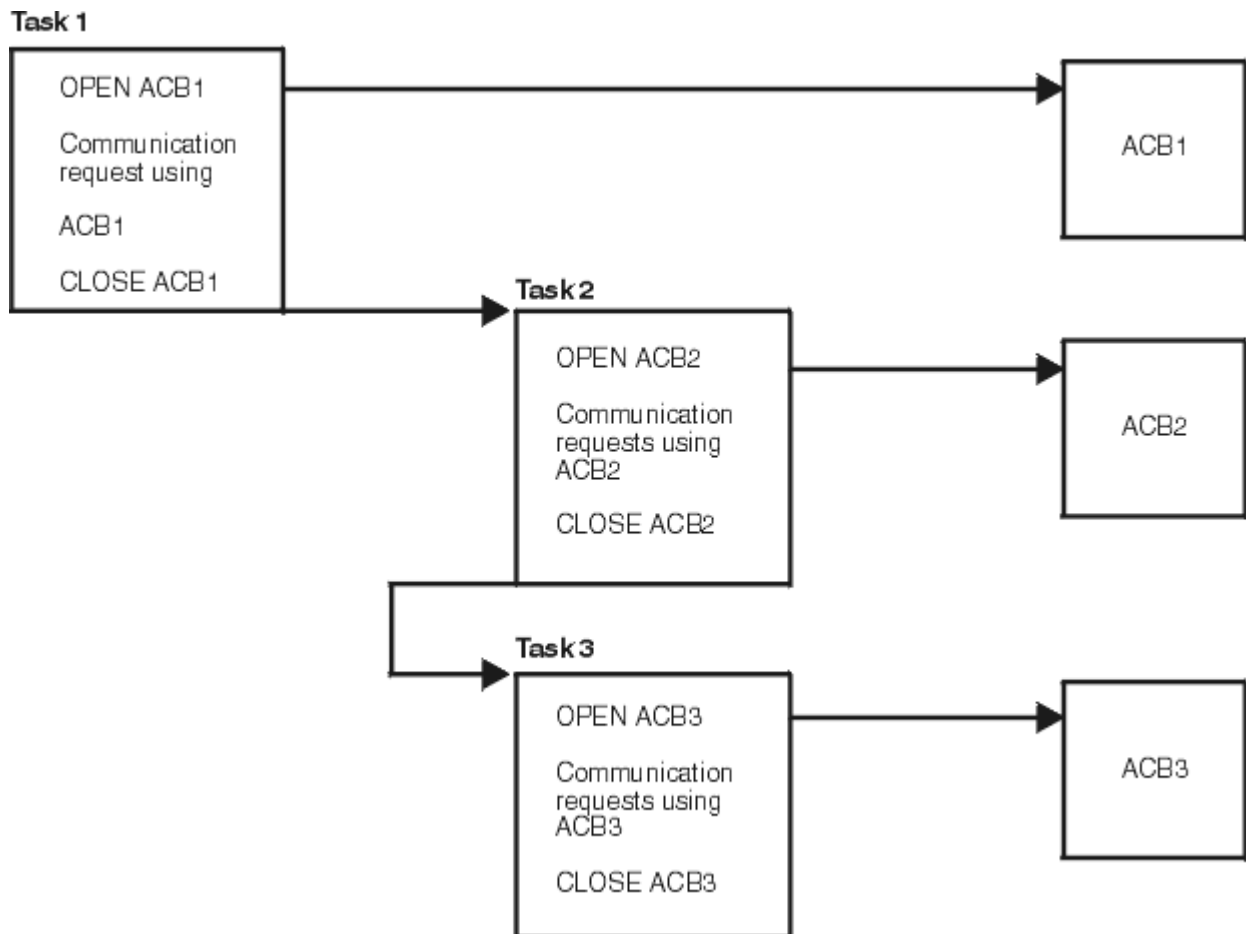 Task 1
OPEN ACB1
Communication
request using
ACB1
CLOSE ACB1
ACB1
Task 2
OPEN ACB2
Communication
requests using
ACB2
CLOSE ACB2
ACB2
Task 3
OPEN ACB3
Communication
requests using
ACB3
CLOSE ACB3
ACB3